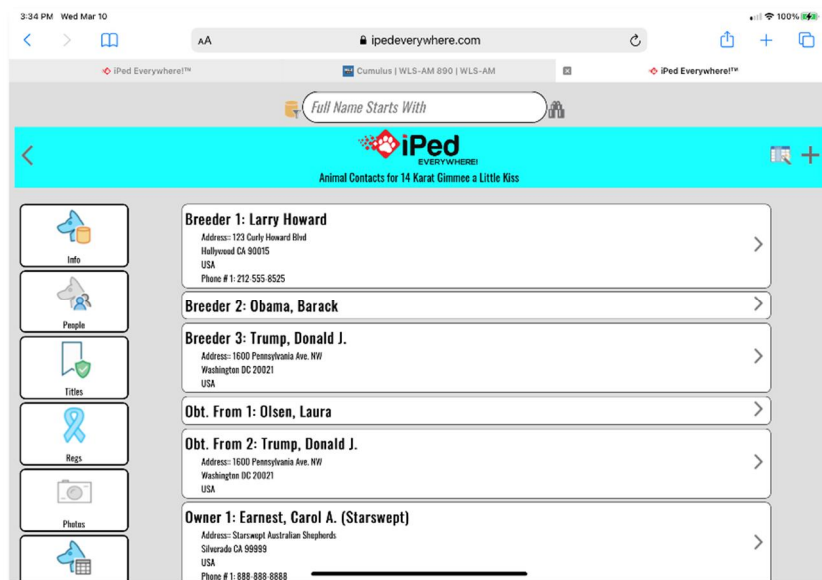 3:34 PM Wed Mar 10
100%
AA
ipedeverywhere.com
iPed Everywhere!™
Cumulus | WLS-AM 890 | WLS-AM
iPed Everywhere!™
Full Name Starts With
iPed
EVERYWHERE!
Animal Contacts for 14 Karat Gimmee a Little Kiss
Info
People
Titles
Regs
Photos
Breeder 1: Larry Howard
Address:: 123 Curly Howard Blvd
Hollywood CA 90015
USA
Phone # 1: 212-555-8525
Breeder 2: Obama, Barack
Breeder 3: Trump, Donald J.
Address:: 1600 Pennsylvania Ave. NW
Washington DC 20021
USA
Obt. From 1: Olsen, Laura
Obt. From 2: Trump, Donald J.
Address:: 1600 Pennsylvania Ave. NW
Washington DC 20021
USA
Owner 1: Earnest, Carol A. (Starswept)
Address:: Starswept Australian Shepherds
Silverado CA 99999
USA
Phone # 1: 888-888-8888